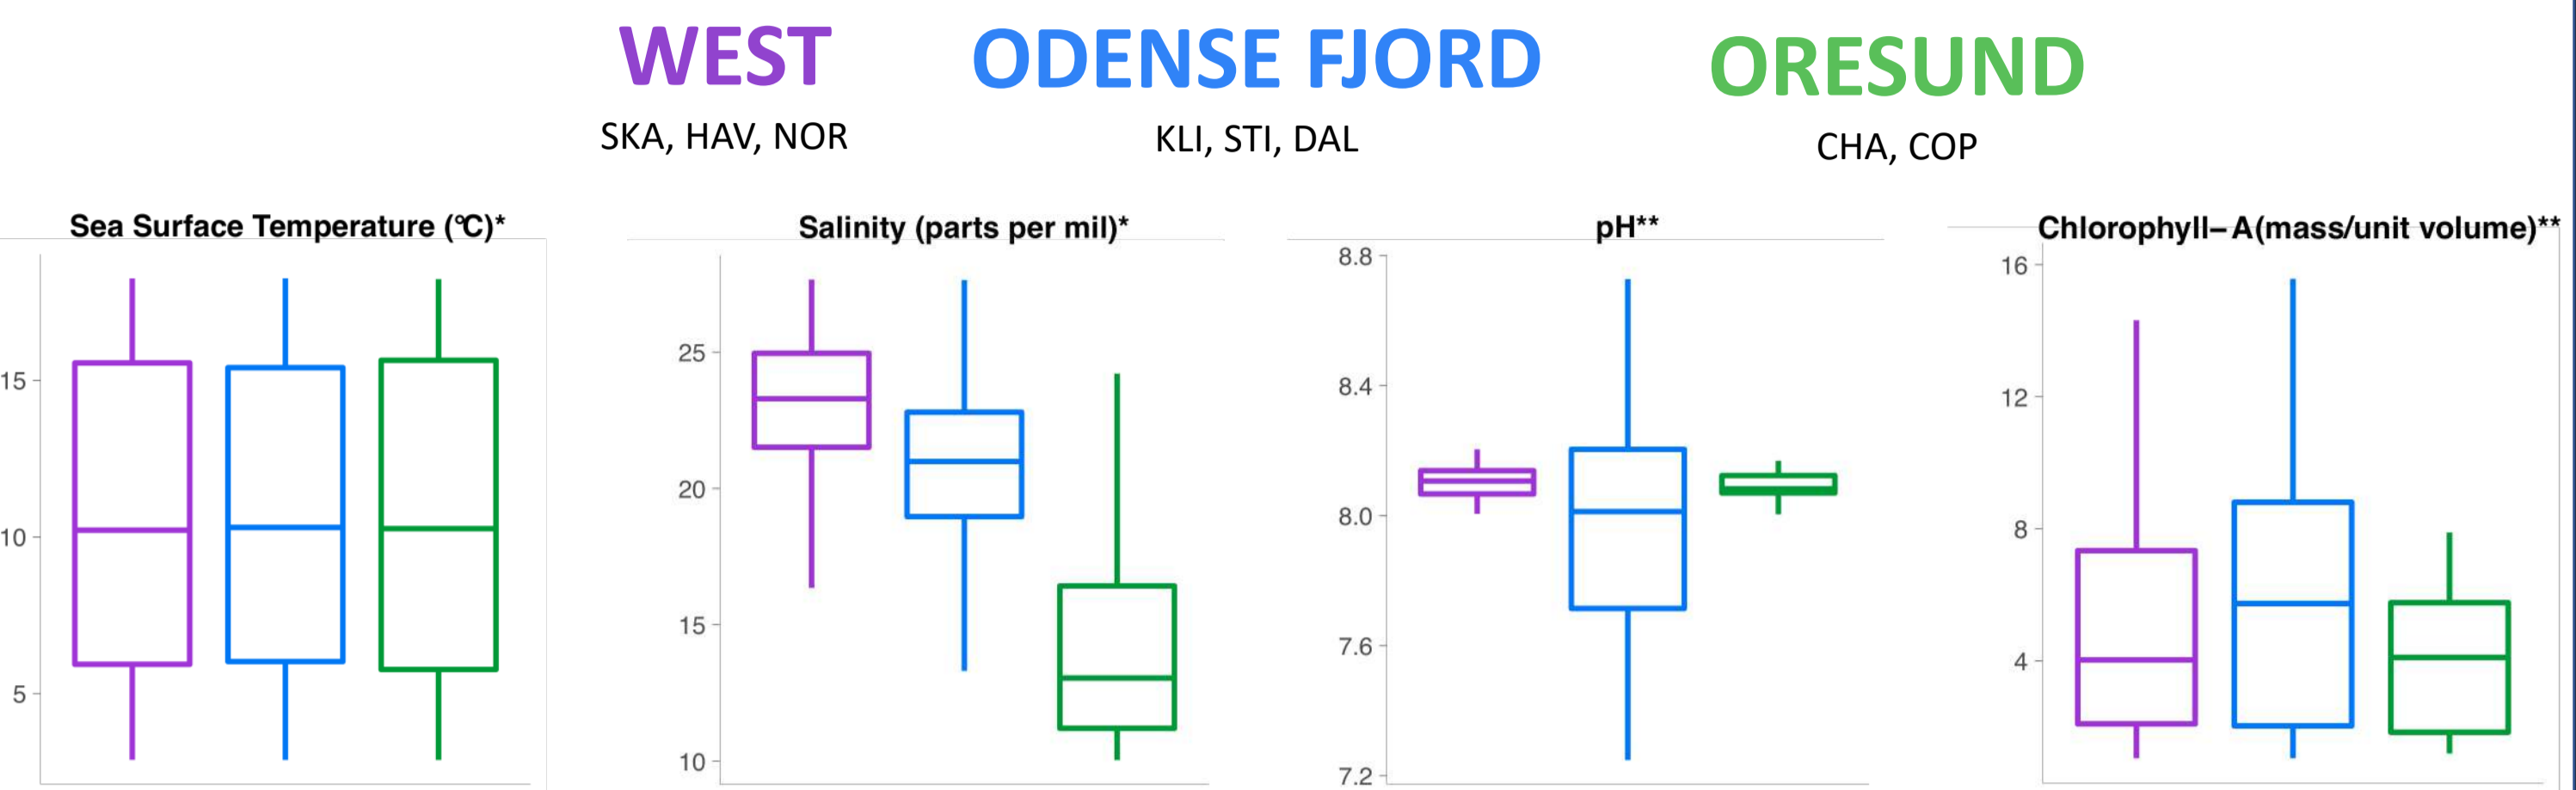 WEST
SKA, HAV, NOR
ODENSE FJORD
KLI, STI, DAL
ORESUND
CHA, COP
Sea Surface Temperature (°C)*
15
10
5
Salinity (parts per mil)*
25
20
15
10
pH**
8.8
8.4
8.0
7.6
7.2
Chlorophyll–A(mass/unit volume)**
16
12
8
4